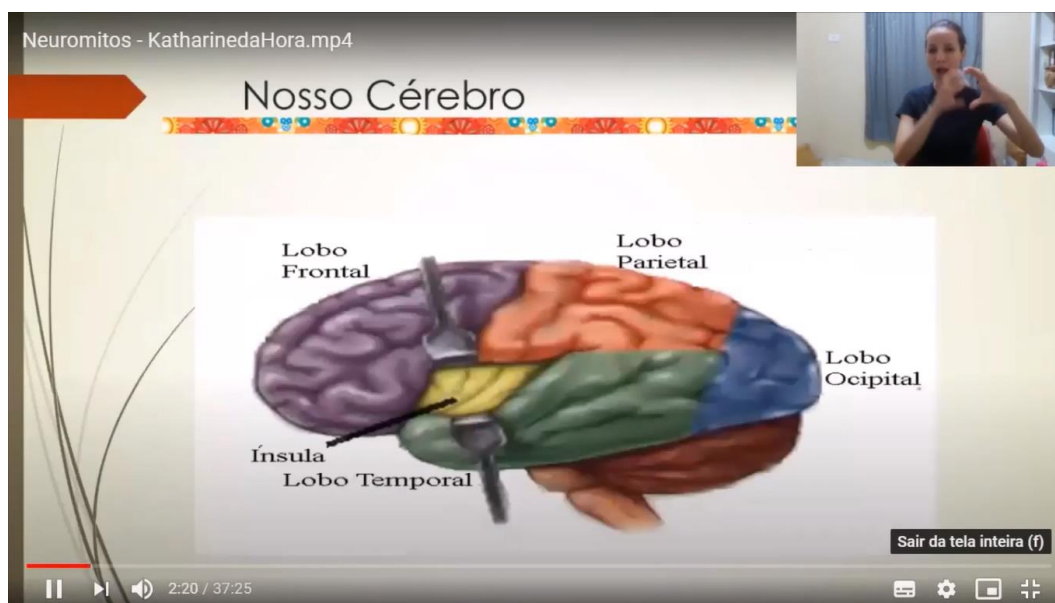 Neuromitos - KatharinedaHora.mp4
Nosso Cérebro
Lobo
Frontal
Lobo
Parietal
Lobo
Ocipital
Ínsula
Lobo Temporal
Sair da tela inteira (f)
2:20 / 37:25